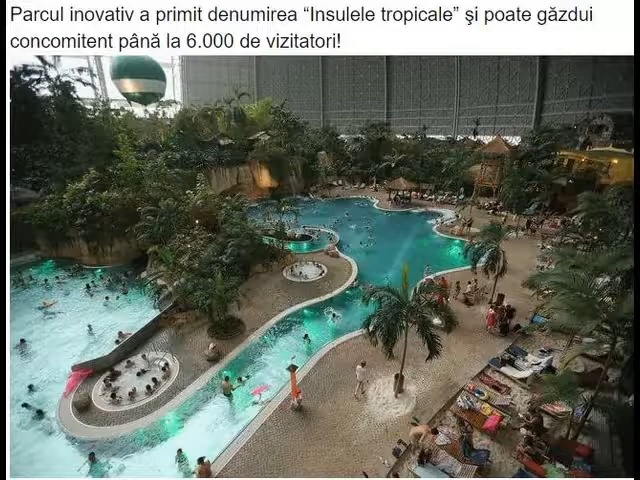 Parcul inovativ a primit denumirea “Insulele tropicale” şi poate găzdui
concomitent până la 6.000 de vizitatori!